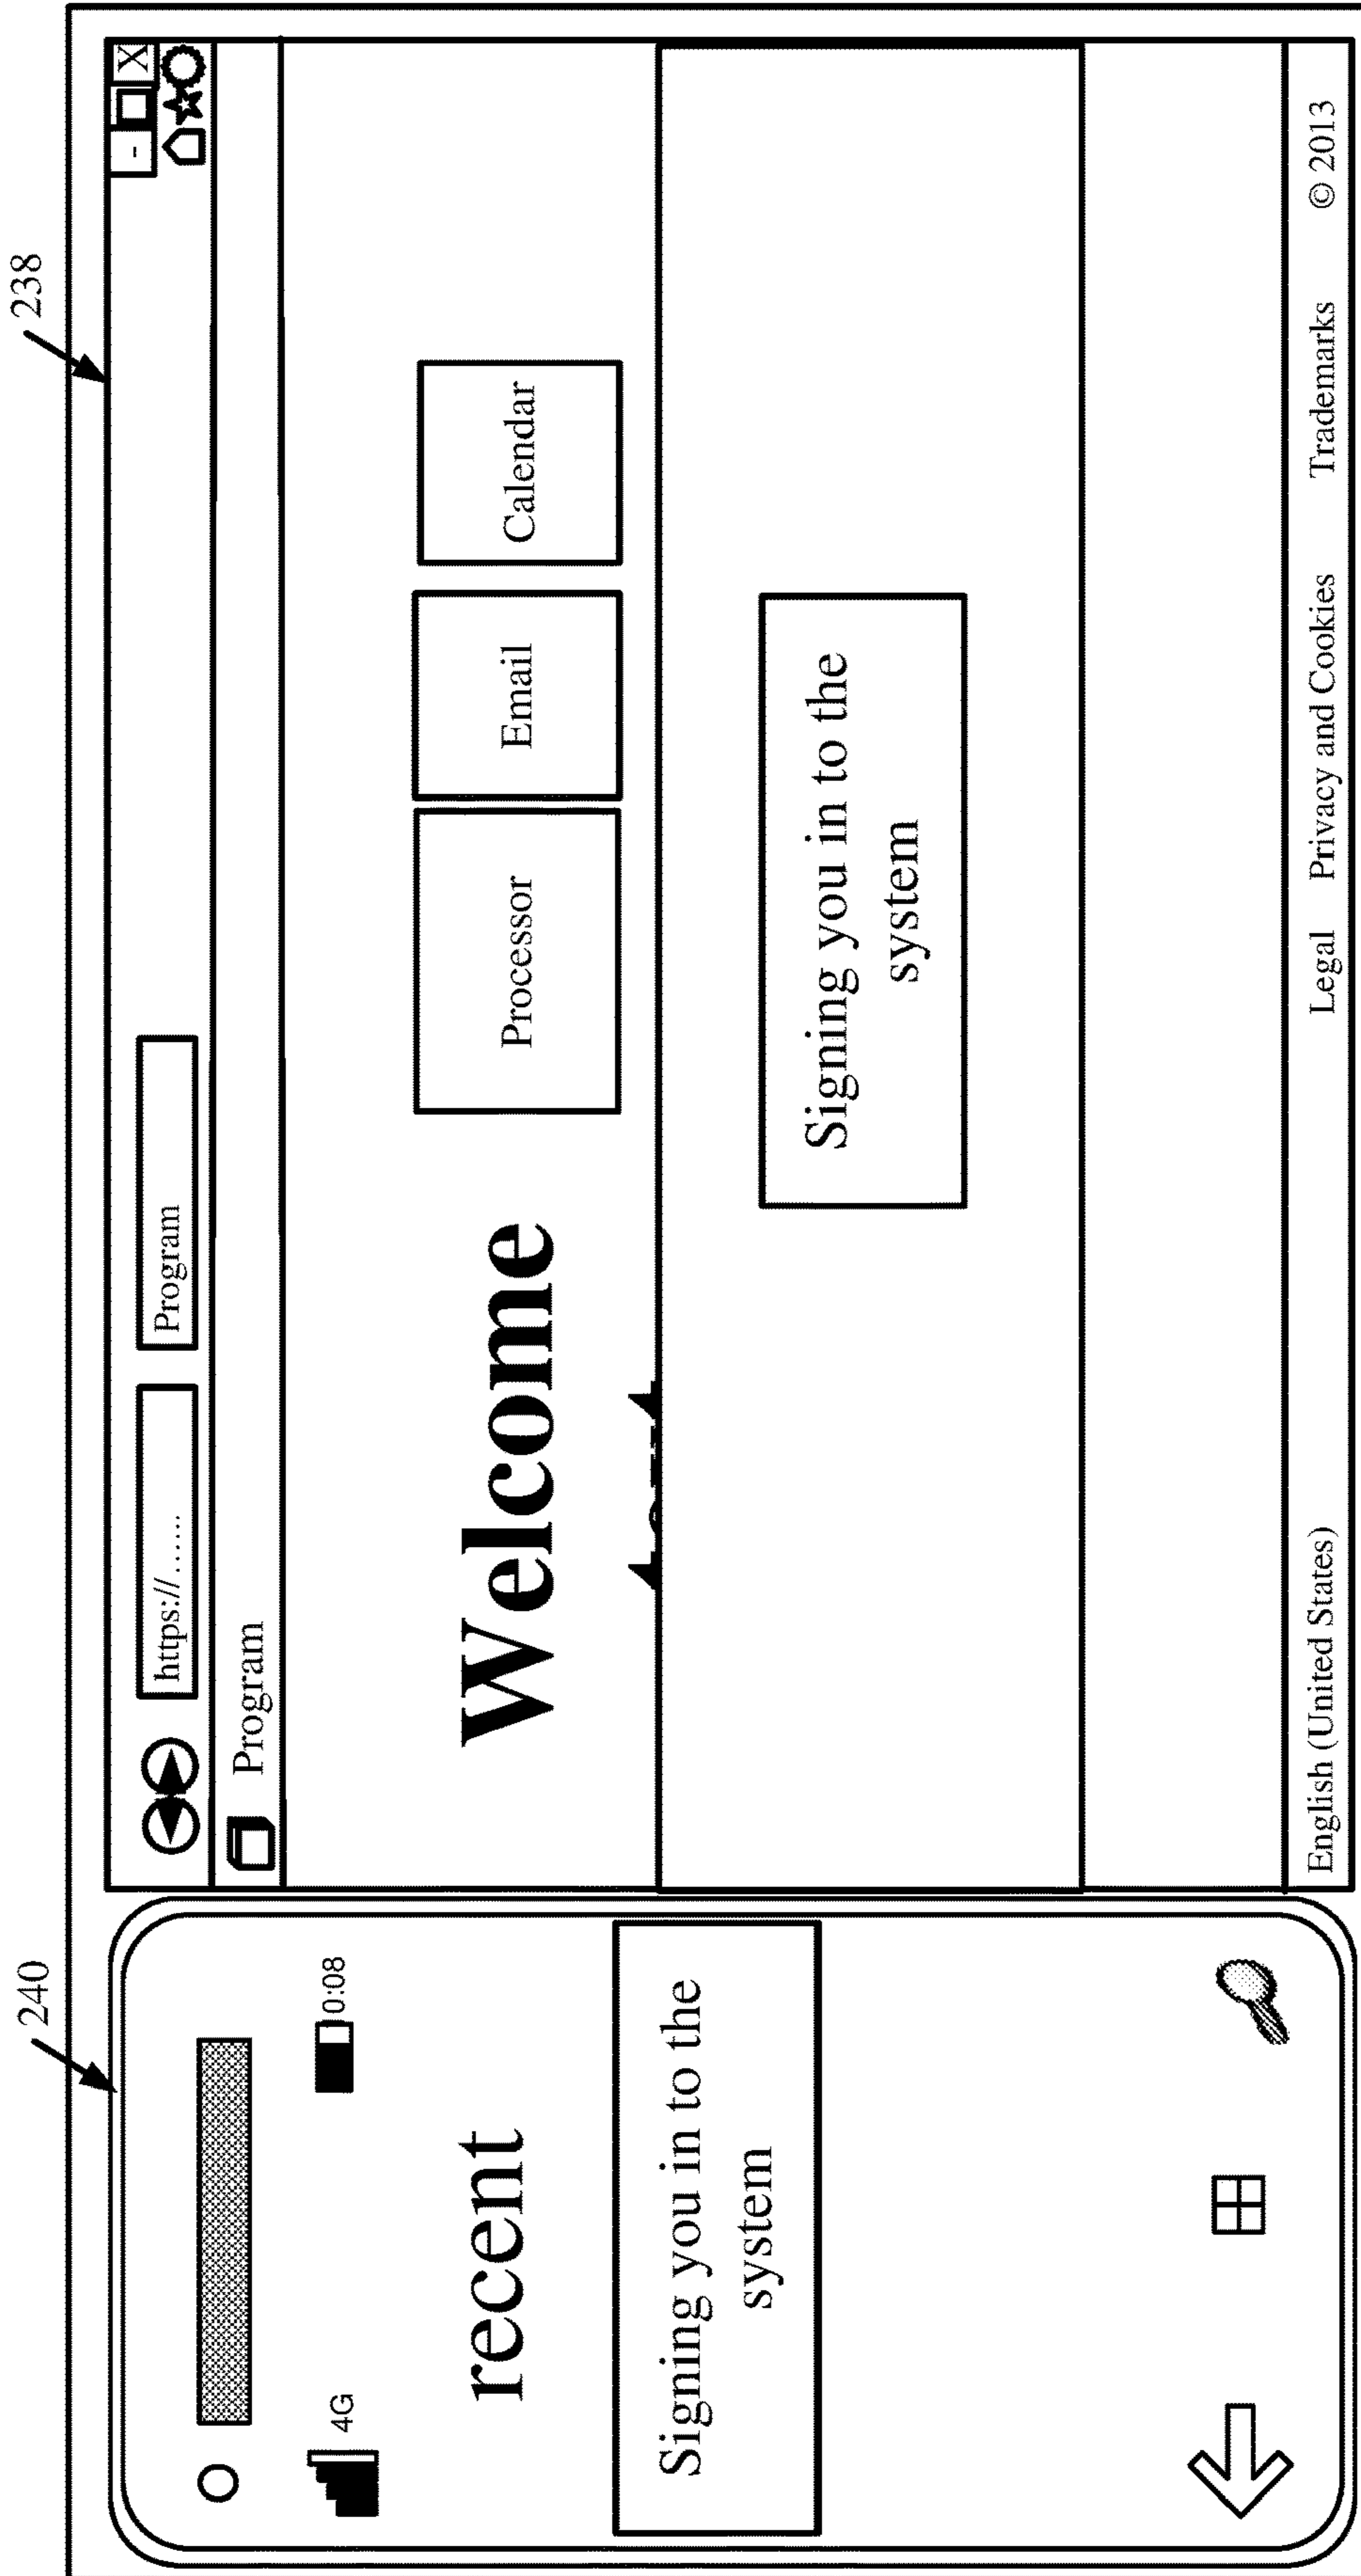 240
238
4G
0:08
recent
Signing you in to the
system
-
X
https://......
Program
Program
Welcome
Processor
Email
Calendar
Signing you in to the
system
English (United States)
Legal
Privacy and Cookies
Trademarks
© 2013